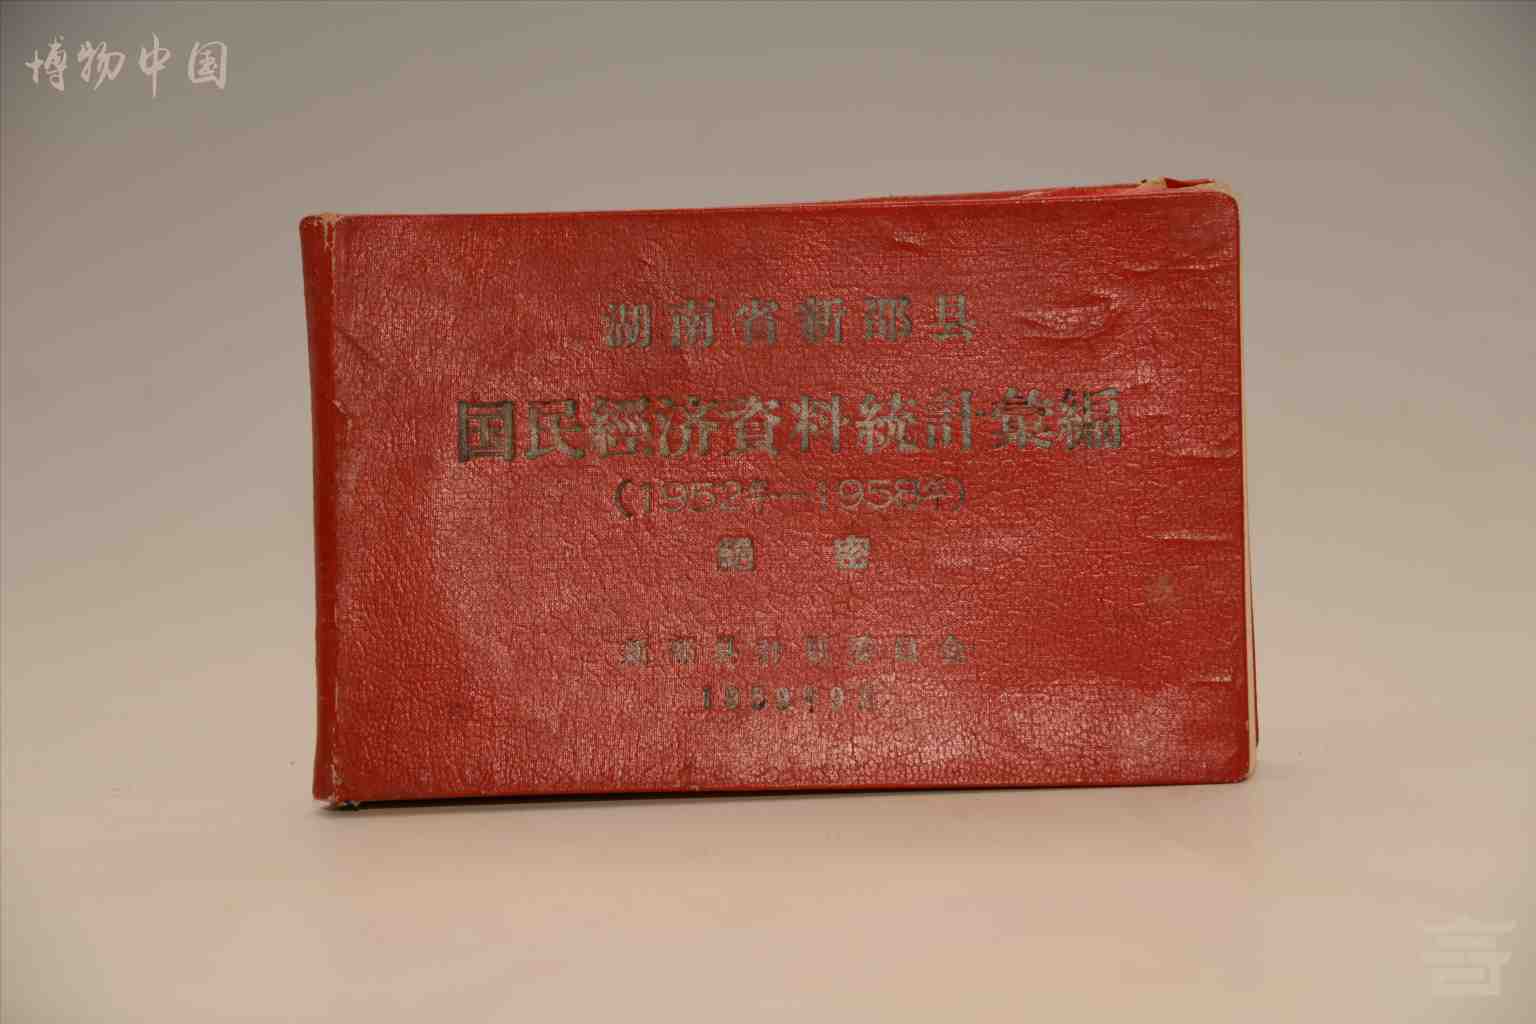 博物中国
湖南省新邵县
国民經济資料統計彙編
(1952年—1958年)
絕 密
新邵县計划委員会
1959年9月